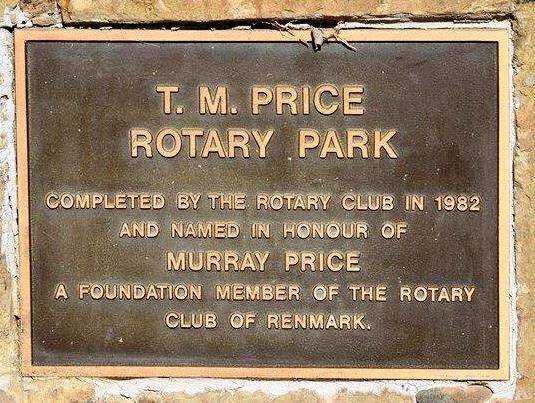 T. M. PRICE
ROTARY PARK
COMPLETED BY THE ROTARY CLUB IN 1982
AND NAMED IN HONOUR OF
MURRAY PRICE
A FOUNDATION MEMBER OF THE ROTARY
CLUB OF RENMARK.